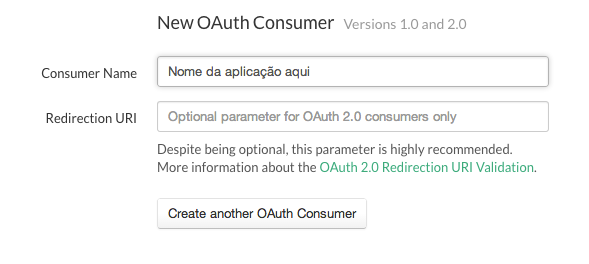 New OAuth Consumer Versions 1.0 and 2.0
Consumer Name Nome da aplicação aqui
Redirection URI Optional parameter for OAuth 2.0 consumers only
Despite being optional, this parameter is highly recommended.
More information about the OAuth 2.0 Redirection URI Validation.
Create another OAuth Consumer